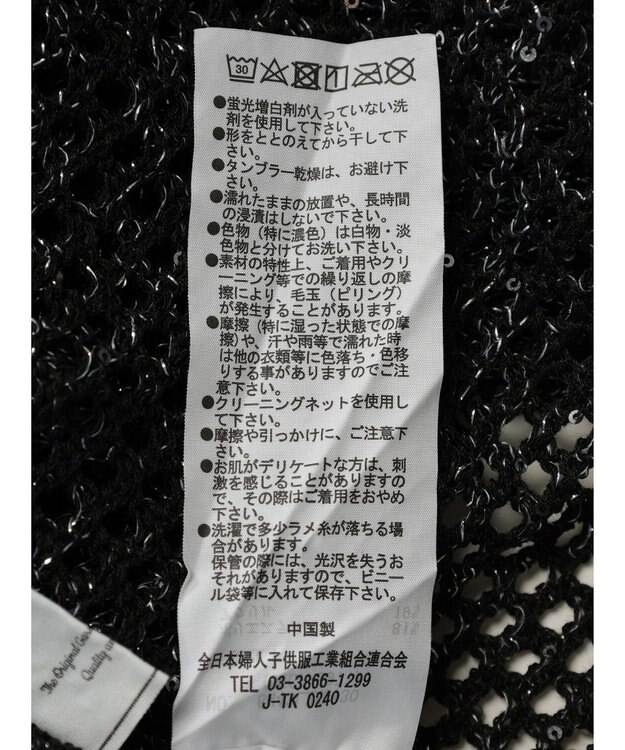 30
●蛍光増白剤が入っていない洗
剤を使用して下さい。
●形をととのえてから干して下
さい。
●タンブラー乾燥は、お避け下
さい。
●濡れたままの放置や、長時間
の浸漬はしないで下さい。
●色物（特に濃色）は白物・淡
色物と分けてお洗い下さい。
●素材の特性上、ご着用やクリ
ーニング等での繰り返しの摩
擦により、毛玉（ピリング）
が発生することがあります。
●摩擦（特に湿った状態での摩
擦）や、汗や雨等で濡れた時
は他の衣類等に色落ち・色移
りする事がありますのでご注
意下さい。
●クリーニングネットを使用し
て下さい。
●摩擦や引っかけに、ご注意下
さい。
●お肌がデリケートな方は、刺
激を感じることがありますの
で、その際はご着用をおやめ
下さい。
●洗濯で多少ラメ糸が落ちる場
合があります。
保管の際には、光沢を失うお
それがありますので、ビニー
ル袋等に入れて保存下さい。
中国製
全日本婦人子供服工業組合連合会
TEL 03-3866-1299
J-TK 0240
The Original
Quality